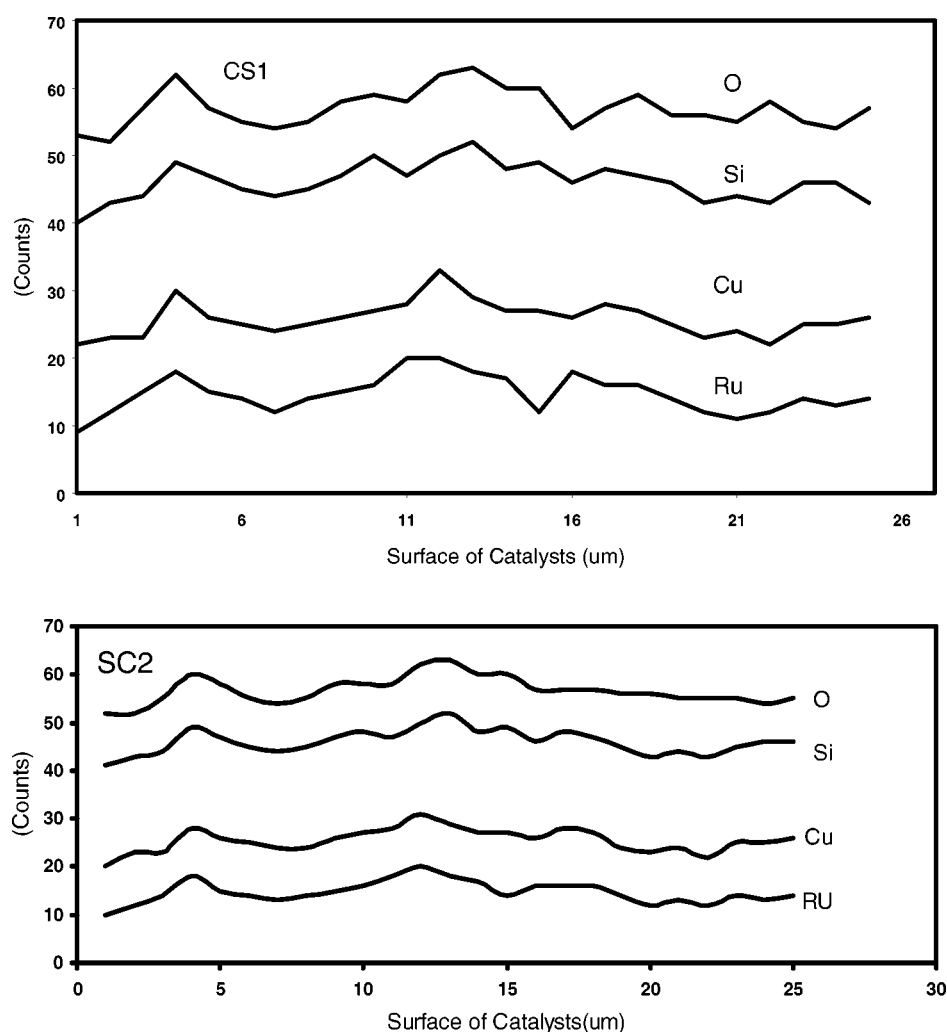 70
60
50
40
30
20
10
0
(Counts)
CS1
O
Si
Cu
Ru
1 6 11 16 21 26
Surface of Catalysts (um)
70
60
50
40
30
20
10
0
(Counts)
SC2
O
Si
Cu
RU
0 5 10 15 20 25 30
Surface of Catalysts(um)